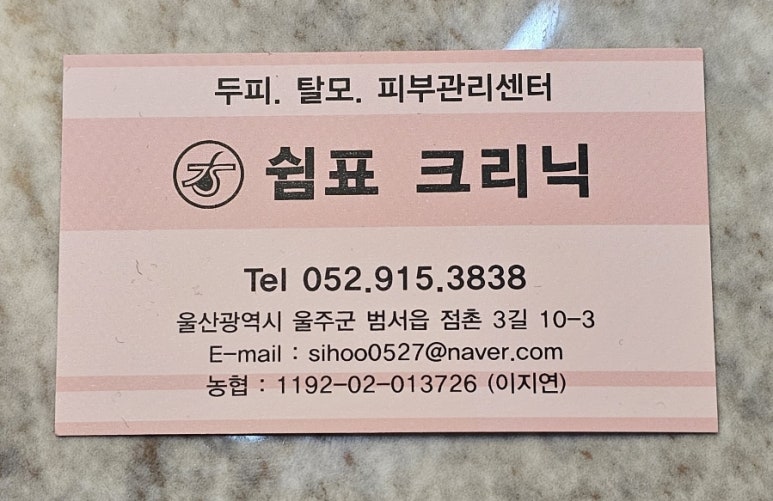 두피. 탈모. 피부관리센터
쉼표 크리닉
Tel 052.915.3838
울산광역시 울주군 범서읍 점촌 3길 10-3
E-mail : sihoo0527@naver.com
농협 : 1192-02-013726 (이지연)